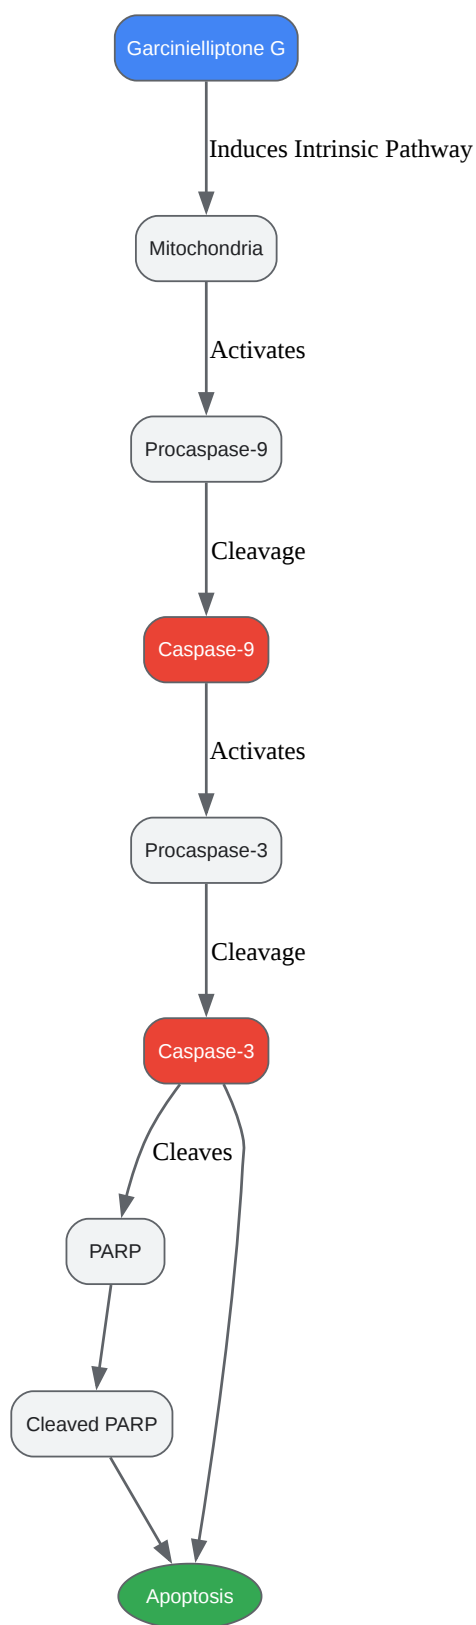 Garcinielliptone G
Induces Intrinsic Pathway
Mitochondria
Activates
Procaspase-9
Cleavage
Caspase-9
Activates
Procaspase-3
Cleavage
Caspase-3
Cleaves
PARP
Cleaved PARP
Apoptosis